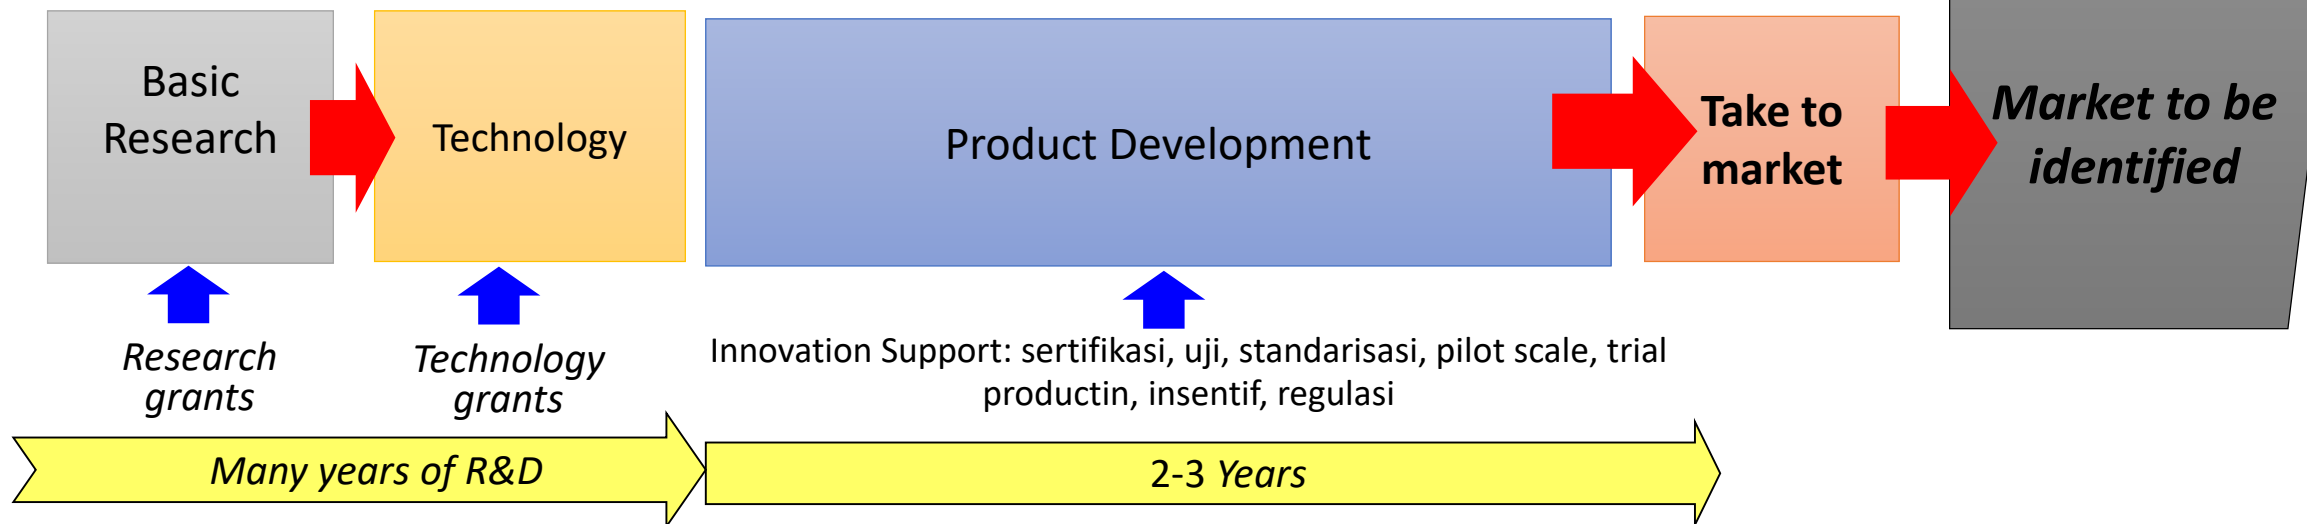 Basic
Research
Technology
Product Development
Take to
market
Market to be
identified
Research
grants
Technology
grants
Innovation Support: sertifikasi, uji, standarisasi, pilot scale, trial
productin, insentif, regulasi
Many years of R&D
2-3 Years